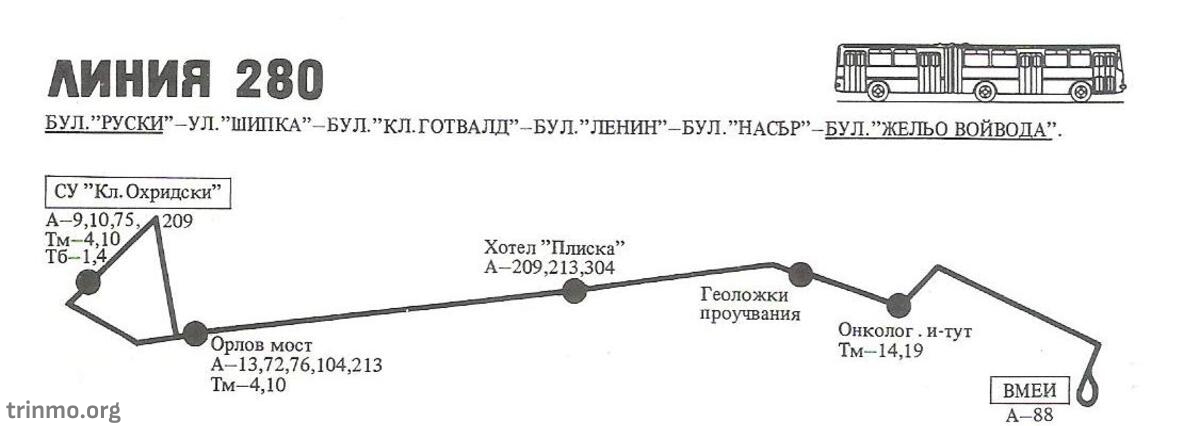 ЛИНИЯ 280
БУЛ."РУСКИ"–УЛ."ШИПКА"–БУЛ."КЛ.ГОТВАЛД"–БУЛ."ЛЕНИН"–БУЛ."НАСЪР"–БУЛ."ЖЕЛЬО ВОЙВОДА".
СУ "Кл.Охридски"
А–9,10,75, 209
Тм–4,10
Тб–1,4
Орлов мост
А–13,72,76,104,213
Тм–4,10
Хотел "Плиска"
А–209,213,304
Геоложки
проучвания
Онколог. и-тут
Тм–14,19
ВМЕИ
А–88
trinmo.org